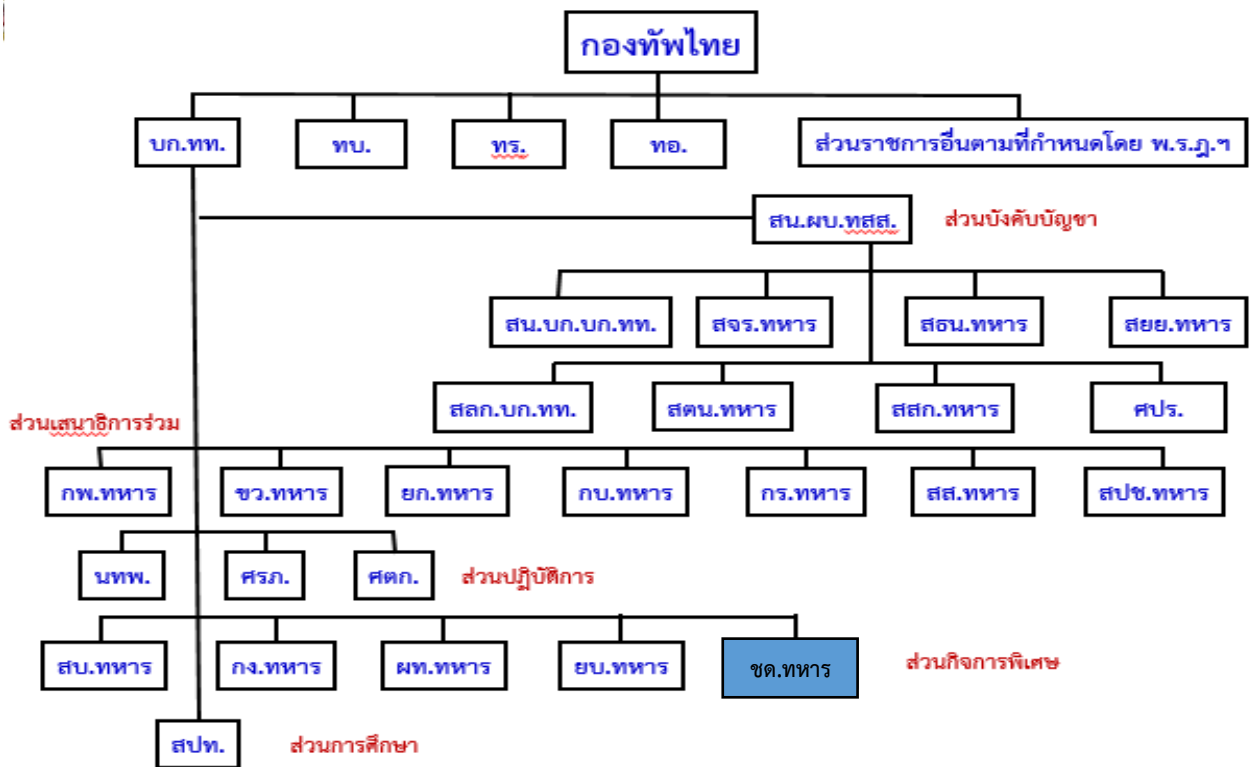 กองทัพไทย
บก.ทท.
ทบ.
ทร.
ทอ.
ส่วนราชการอื่นตามที่กำหนดโดย พ.ร.ฎ.ฯ
สน.ผบ.ทสส.
ส่วนบังคับบัญชา
สน.บก.บก.ทท.
สจร.ทหาร
สธน.ทหาร
สยย.ทหาร
สลก.บก.ทท.
สตน.ทหาร
สสก.ทหาร
ศปร.
ส่วนเสนาธิการร่วม
กพ.ทหาร
ขว.ทหาร
ยก.ทหาร
กบ.ทหาร
กร.ทหาร
สส.ทหาร
สปช.ทหาร
นทพ.
ศรภ.
ศตก.
ส่วนปฏิบัติการ
สบ.ทหาร
กง.ทหาร
ผท.ทหาร
ยบ.ทหาร
ชด.ทหาร
ส่วนกิจการพิเศษ
สปท.
ส่วนการศึกษา